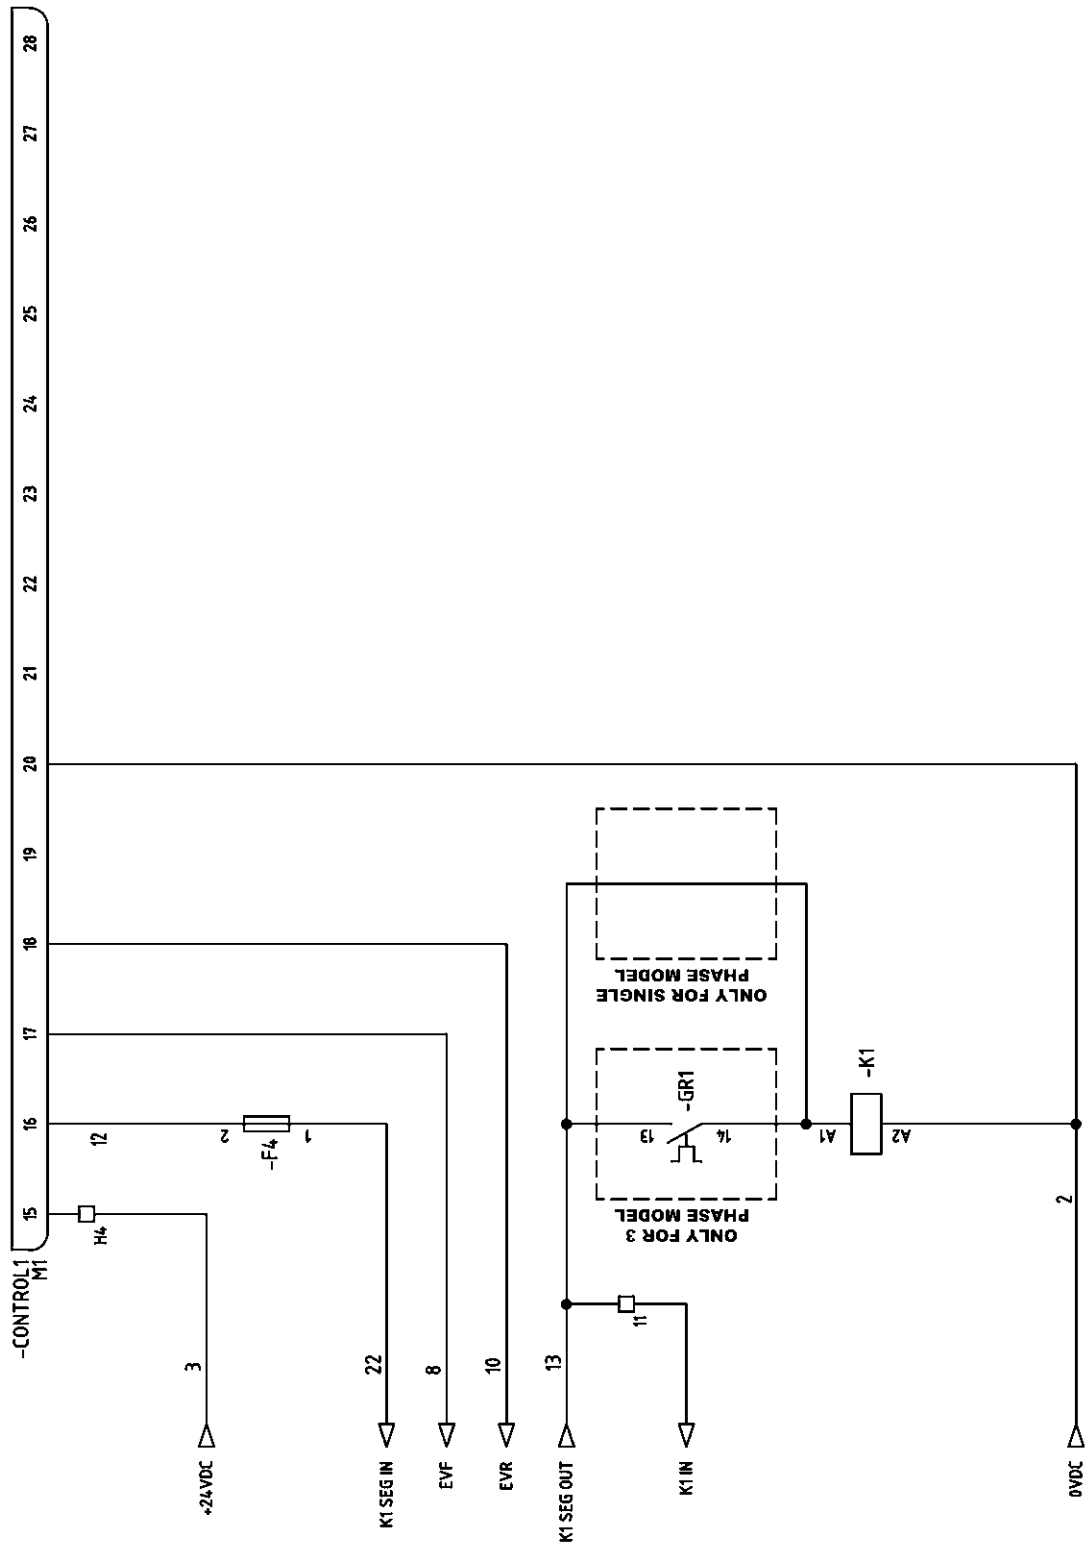 -CONTROL1
M1
15
16
17
18
19
20
21
22
23
24
25
26
27
28
H4
12
2
-F4
1
+24VDC
3
K1 SEG IN
22
EVF
8
EVR
10
K1 SEG OUT
13
K1 IN
11
ONLY FOR 3
PHASE MODEL
13
14
-GR1
ONLY FOR SINGLE
PHASE MODEL
A1
A2
-K1
0VDC
2